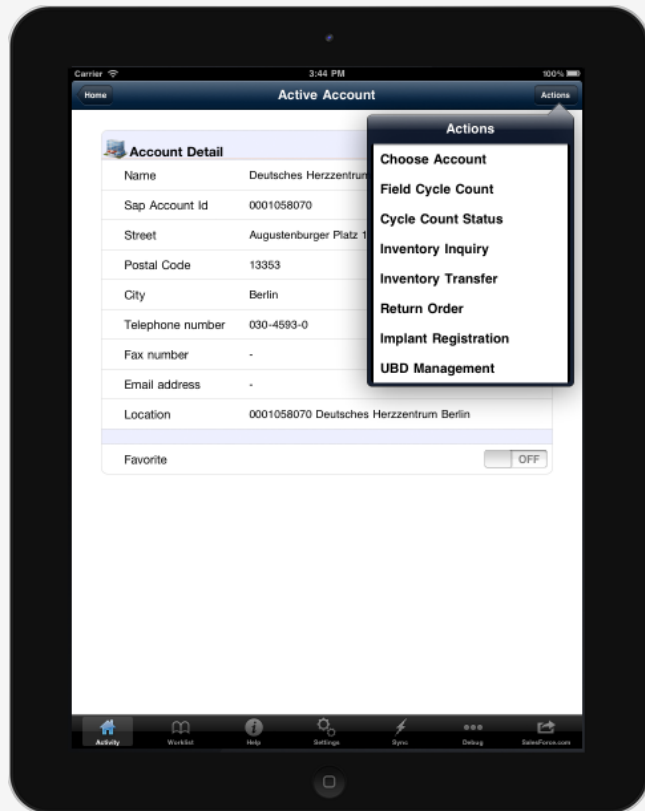 Carrier 3:44 PM 100%
Home Active Account Actions
Actions
Choose Account
Field Cycle Count
Cycle Count Status
Inventory Inquiry
Inventory Transfer
Return Order
Implant Registration
UBD Management
Account Detail
Name Deutsches Herzzentrum
Sap Account Id 0001058070
Street Augustenburger Platz 1
Postal Code 13353
City Berlin
Telephone number 030-4593-0
Fax number -
Email address -
Location 0001058070 Deutsches Herzzentrum Berlin
Favorite OFF
Activity Worklist Help Settings Sync Debug SalesForce.com